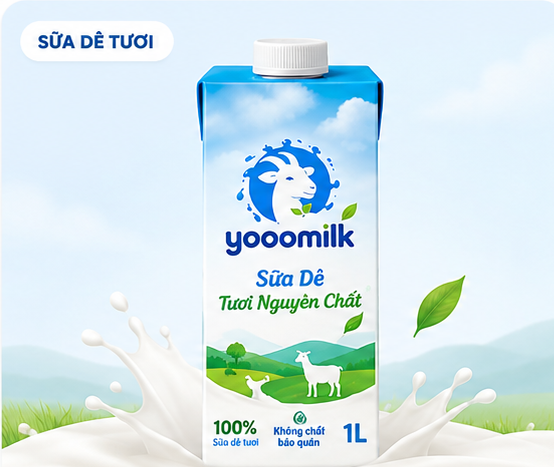 SỮA DÊ TƯƠI
yooomilk
Sữa Dê
Tươi Nguyên Chất
100%
Sữa dê tươi
Không chất
bảo quản
1L